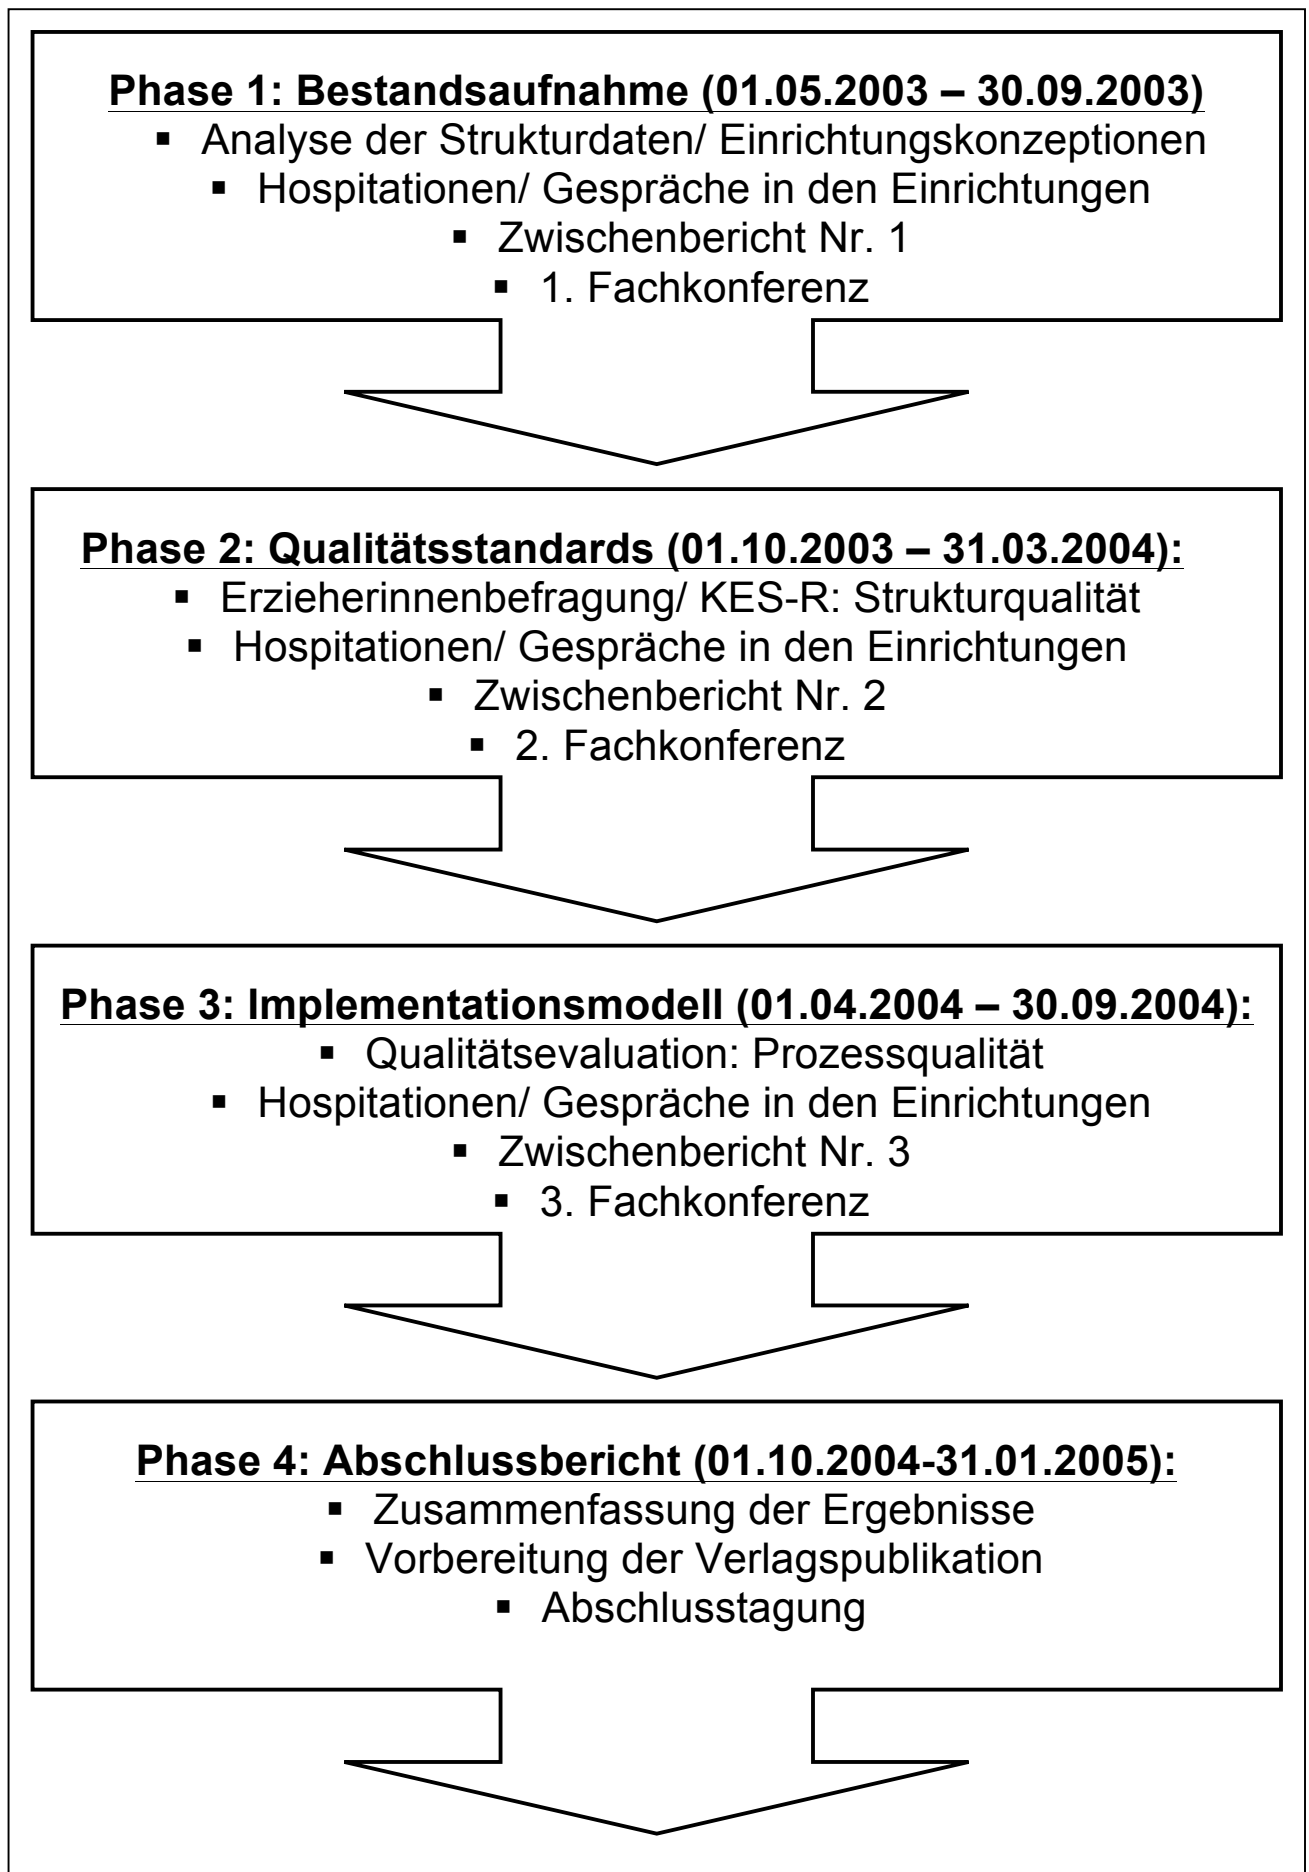 Phase 1: Bestandsaufnahme (01.05.2003 – 30.09.2003)
▪ Analyse der Strukturdaten/ Einrichtungskonzeptionen
▪ Hospitationen/ Gespräche in den Einrichtungen
▪ Zwischenbericht Nr. 1
▪ 1. Fachkonferenz
Phase 2: Qualitätsstandards (01.10.2003 – 31.03.2004):
▪ Erzieherinnenbefragung/ KES-R: Strukturqualität
▪ Hospitationen/ Gespräche in den Einrichtungen
▪ Zwischenbericht Nr. 2
▪ 2. Fachkonferenz
Phase 3: Implementationsmodell (01.04.2004 – 30.09.2004):
▪ Qualitätsevaluation: Prozessqualität
▪ Hospitationen/ Gespräche in den Einrichtungen
▪ Zwischenbericht Nr. 3
▪ 3. Fachkonferenz
Phase 4: Abschlussbericht (01.10.2004-31.01.2005):
▪ Zusammenfassung der Ergebnisse
▪ Vorbereitung der Verlagspublikation
▪ Abschlusstagung